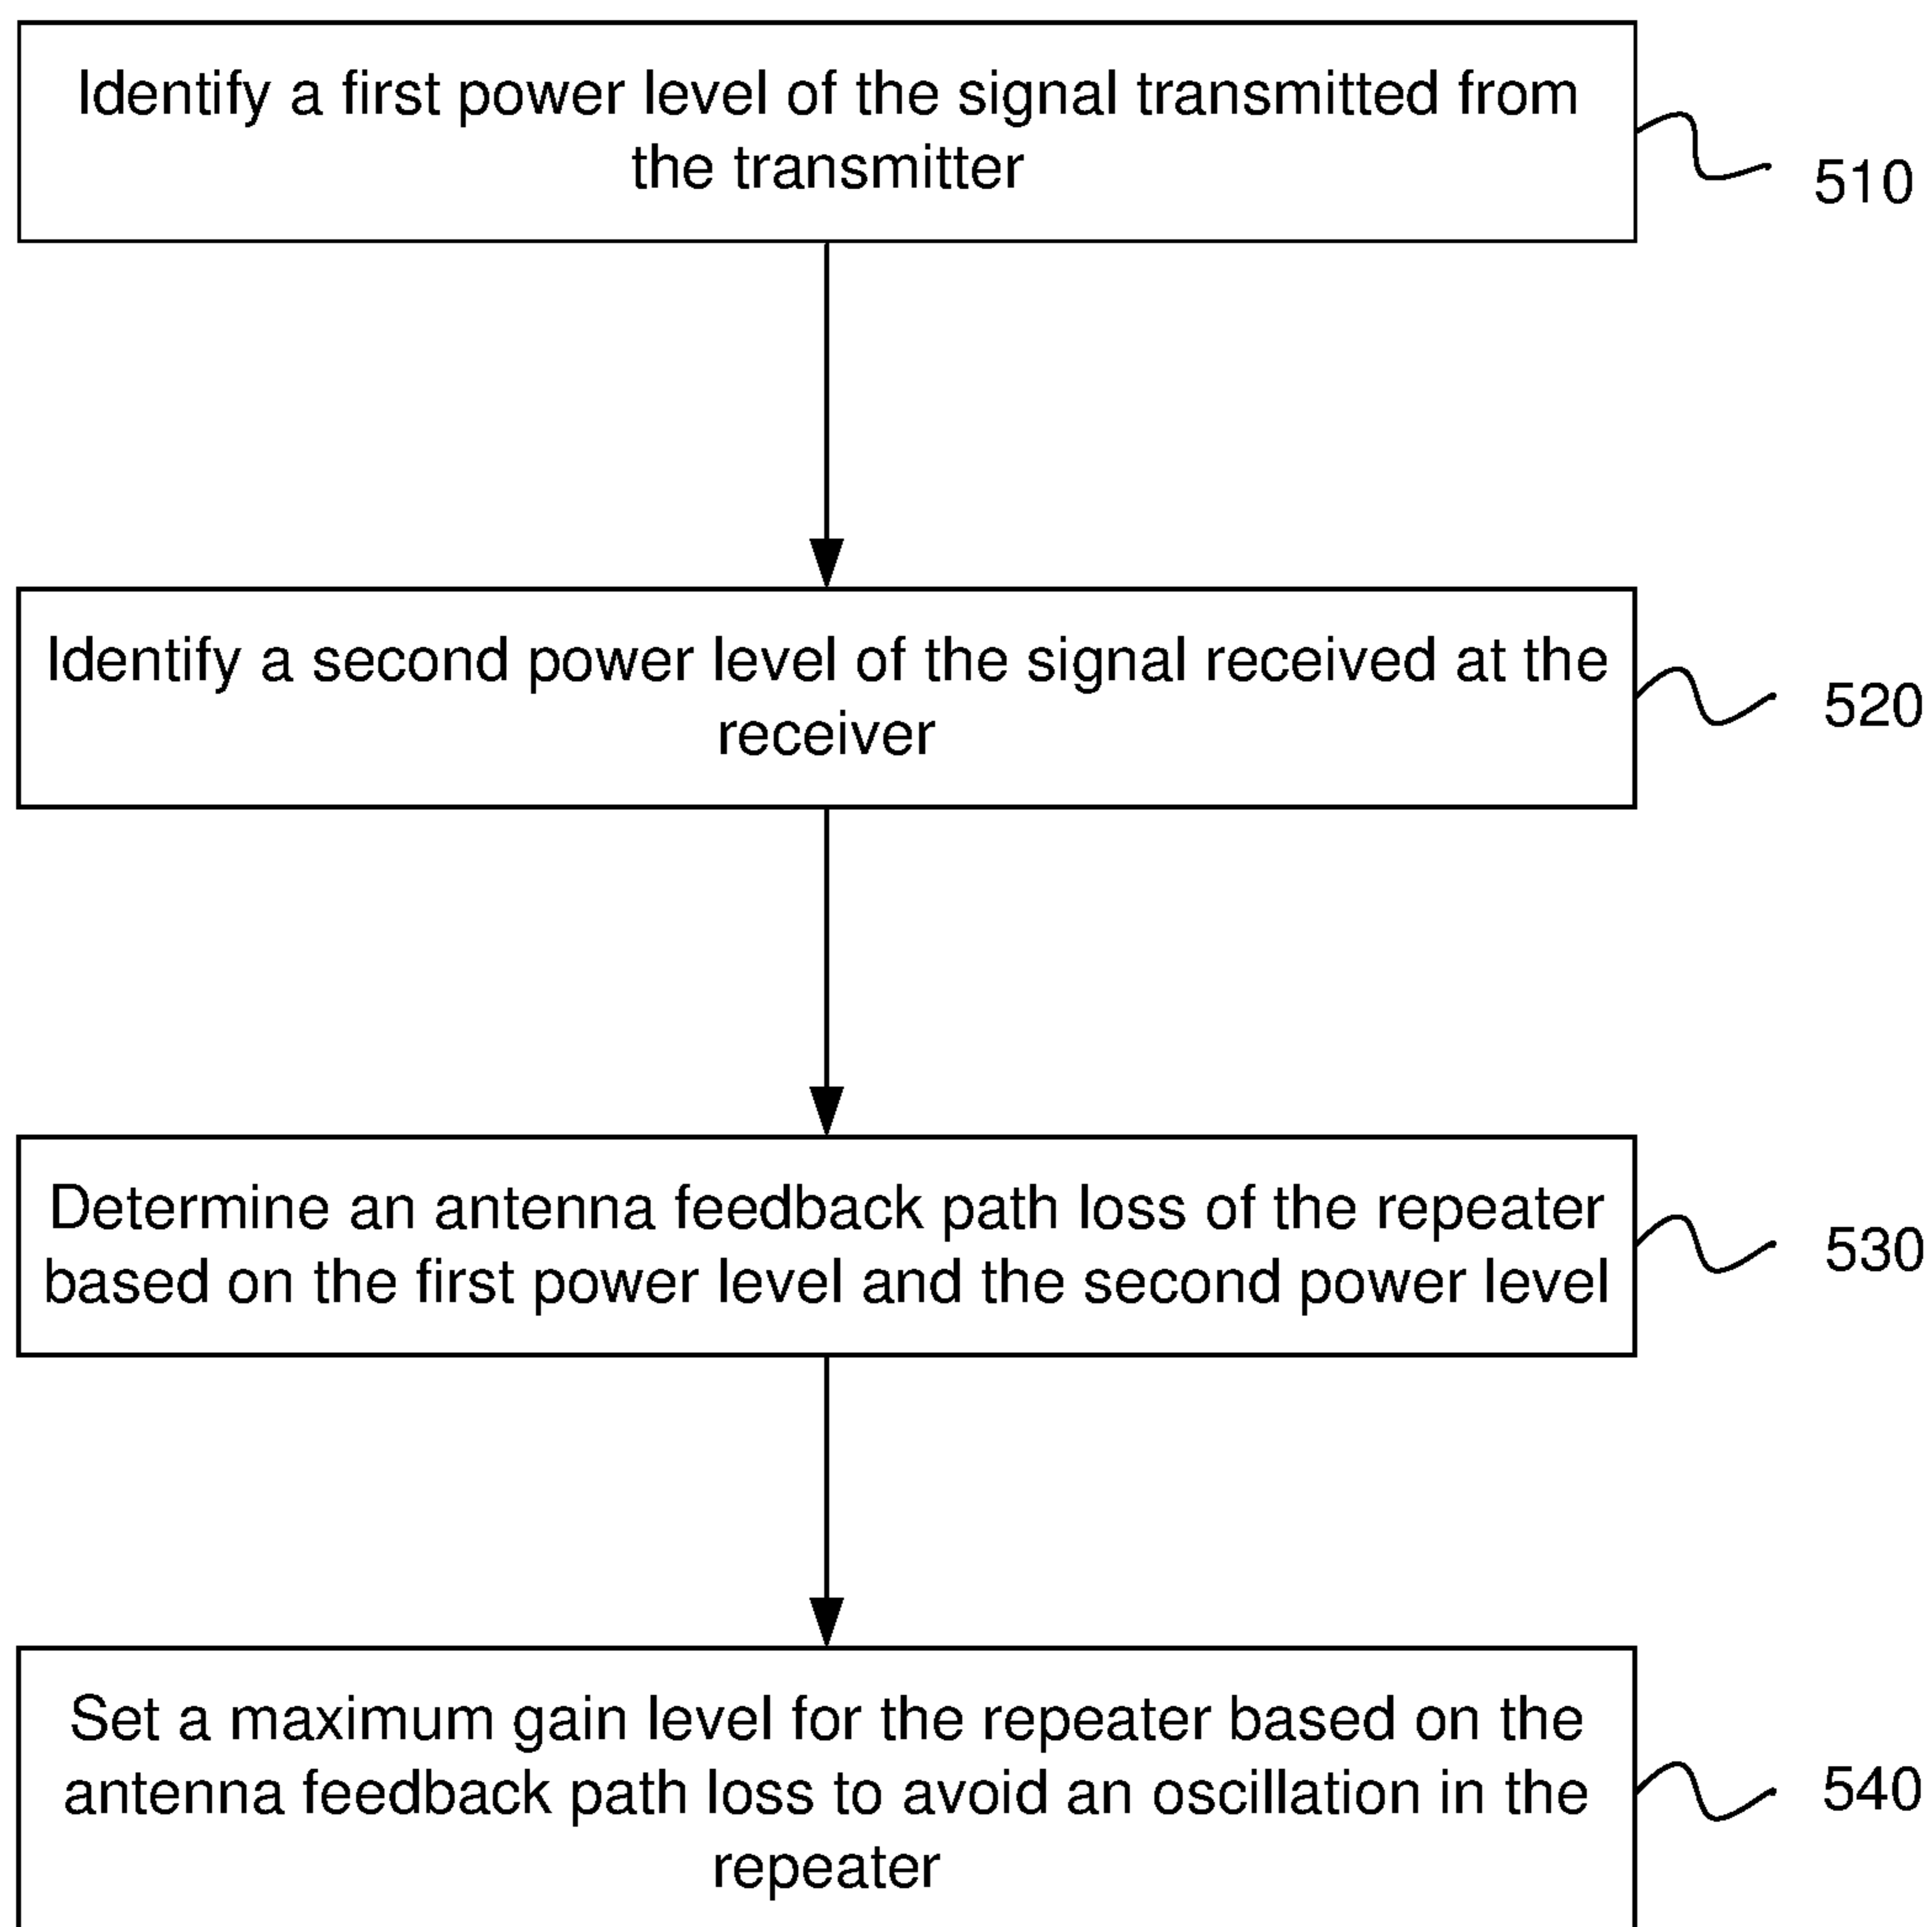 Identify a first power level of the signal transmitted from
the transmitter
510
Identify a second power level of the signal received at the
receiver
520
Determine an antenna feedback path loss of the repeater
based on the first power level and the second power level
530
Set a maximum gain level for the repeater based on the
antenna feedback path loss to avoid an oscillation in the
repeater
540